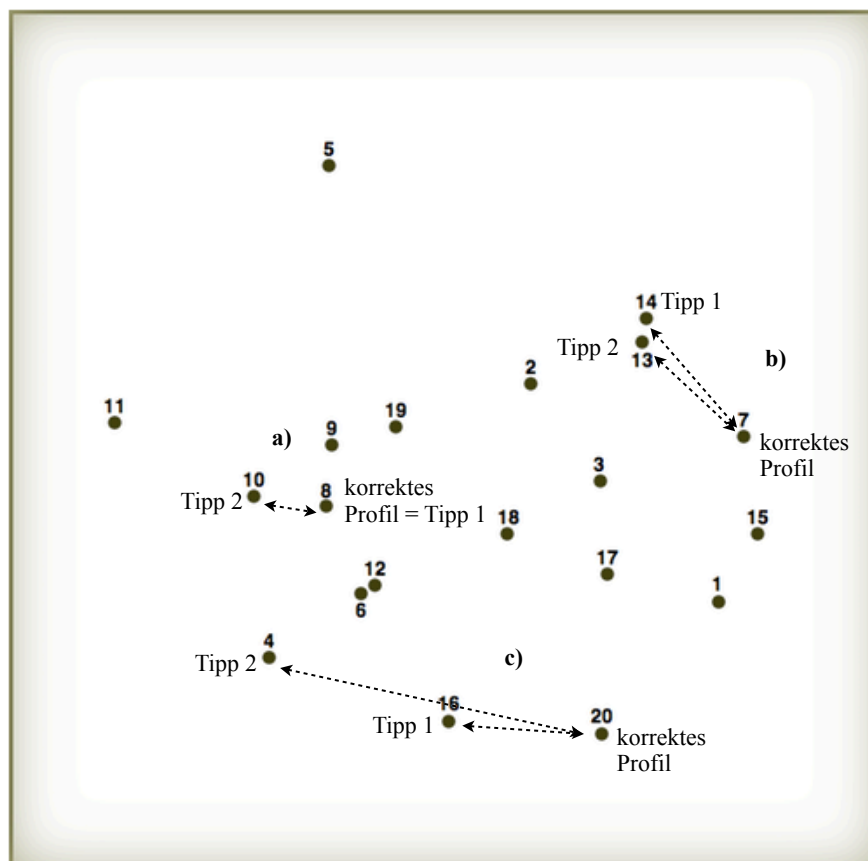 5
14 Tipp 1
Tipp 2
13
b)
2
11
19
9
a)
7
korrektes
Profil
3
10
Tipp 2
8
korrektes
Profil = Tipp 1
18
15
17
12
6
1
4
Tipp 2
c)
16
Tipp 1
20
korrektes
Profil